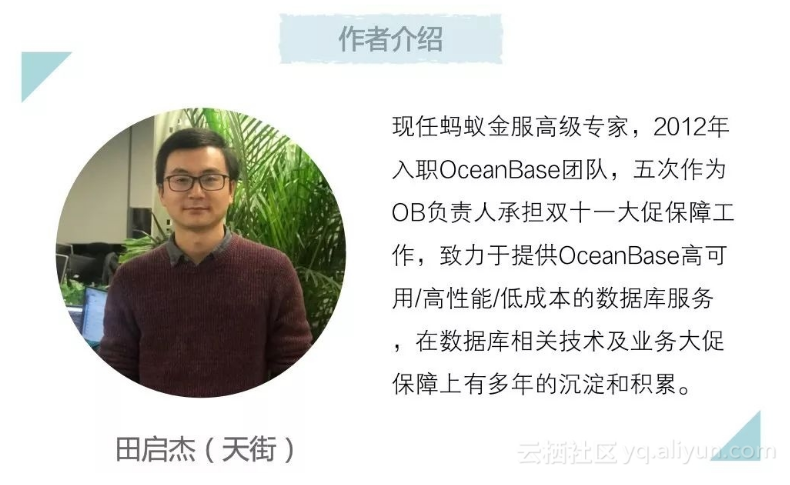 作者介绍
现任蚂蚁金服高级专家，2012年
入职OceanBase团队，五次作为
OB负责人承担双十一大促保障工
作，致力于提供OceanBase高可
用/高性能/低成本的数据库服务
，在数据库相关技术及业务大促
保障上有多年的沉淀和积累。
田启杰（天街）
云栖社区 yq.aliyun.com